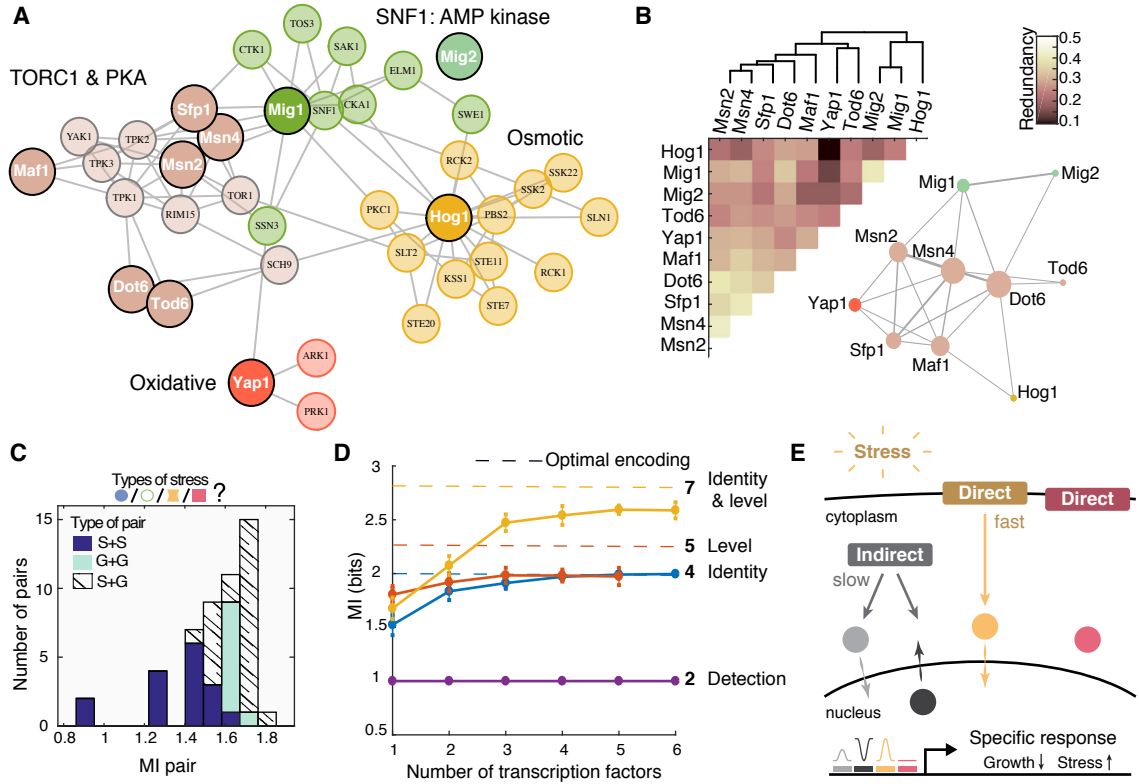 A
SNF1: AMP kinase
TORC1 & PKA
TOS3
CTK1
SAK1
Mig2
ELM1
Sfp1
Mig1
SNF1
CKA1
SWE1
Osmotic
YAK1
TPK2
Msn4
TPK3
Msn2
Maf1
RCK2
SSK22
SSK2
TPK1
TOR1
RIM15
PKC1
Hog1
PBS2
SLN1
SSN3
SLT2
STE11
SCH9
KSS1
RCK1
Dot6
Tod6
STE7
STE20
Oxidative
Yap1
ARK1
PRK1
B
Redundancy
0.5
0.4
0.3
0.2
0.1
Msn2
Msn4
Sfp1
Dot6
Maf1
Yap1
Tod6
Mig2
Mig1
Hog1
Hog1
Mig1
Mig2
Tod6
Yap1
Maf1
Dot6
Sfp1
Msn4
Msn2
Mig1
Mig2
Msn2
Msn4
Tod6
Dot6
Yap1
Sfp1
Maf1
Hog1
C
Types of stress
/ / / ?
Type of pair
S+S
G+G
S+G
Number of pairs
15
10
5
0
0.8 1 1.2 1.4 1.6 1.8
MI pair
D
Optimal encoding
MI (bits)
3
2.5
2
1.5
1
0.5
7 Identity & level
5 Level
4 Identity
2 Detection
1 2 3 4 5 6
Number of transcription factors
E
Stress
Direct
Direct
cytoplasm
fast
Indirect
slow
nucleus
Specific response
Growth↓ Stress↑